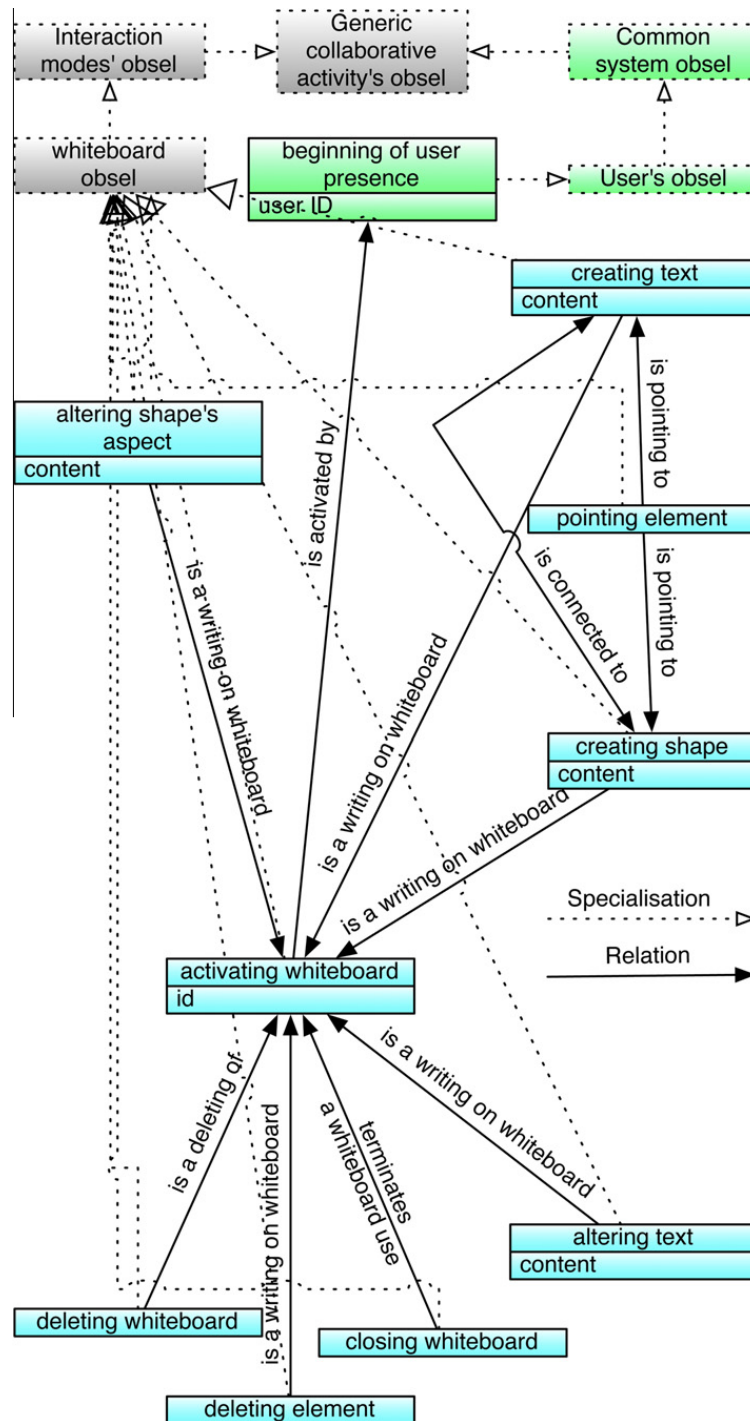 Interaction
modes' obsel
Generic
collaborative
activity's obsel
Common
system obsel
whiteboard
obsel
beginning of user
presence
user ID
User's obsel
creating text
content
altering shape's
aspect
content
is activated by
is pointing to
pointing element
is pointing to
is connected to
is a writing on whiteboard
is a writing on whiteboard
creating shape
content
is a writing on whiteboard
Specialisation
Relation
activating whiteboard
id
is a deleting of
is a writing on whiteboard
terminates
a whiteboard use
is a writing on whiteboard
altering text
content
deleting whiteboard
closing whiteboard
deleting element